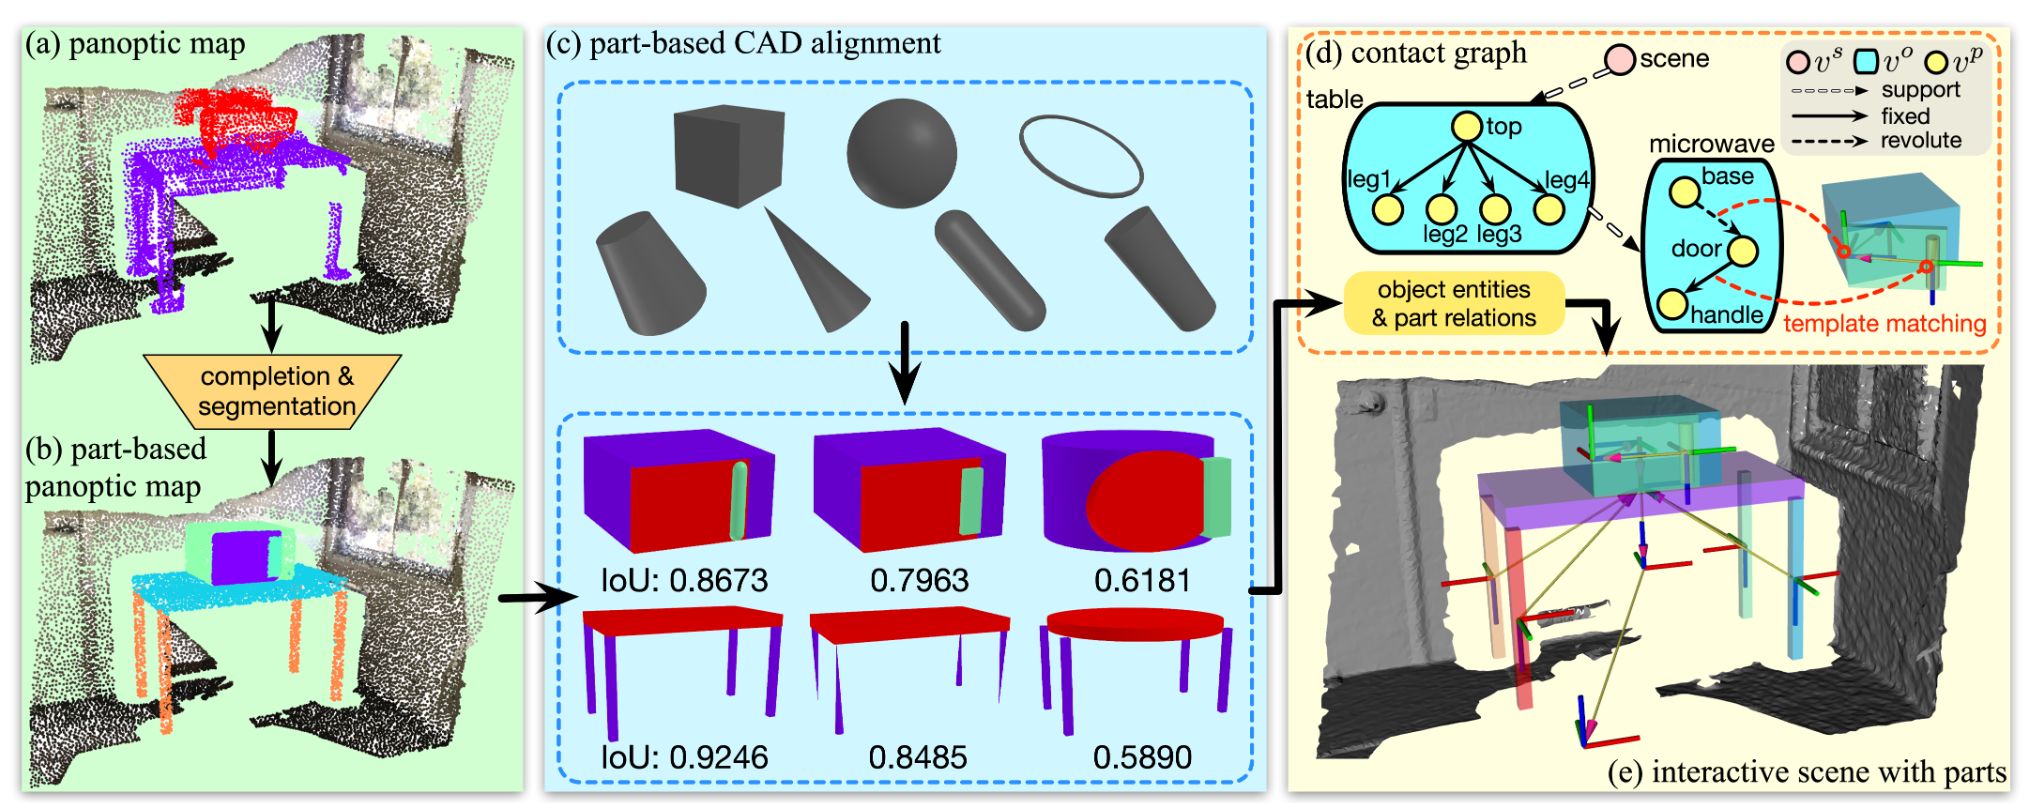 (a) panoptic map
completion &
segmentation
(b) part-based
panoptic map
(c) part-based CAD alignment
IoU: 0.8673
0.7963
0.6181
IoU: 0.9246
0.8485
0.5890
(d) contact graph
scene
v^s v^o v^p
support
fixed
revolute
table
top
leg1
leg2
leg3
leg4
microwave
base
door
handle
template matching
object entities
& part relations
(e) interactive scene with parts